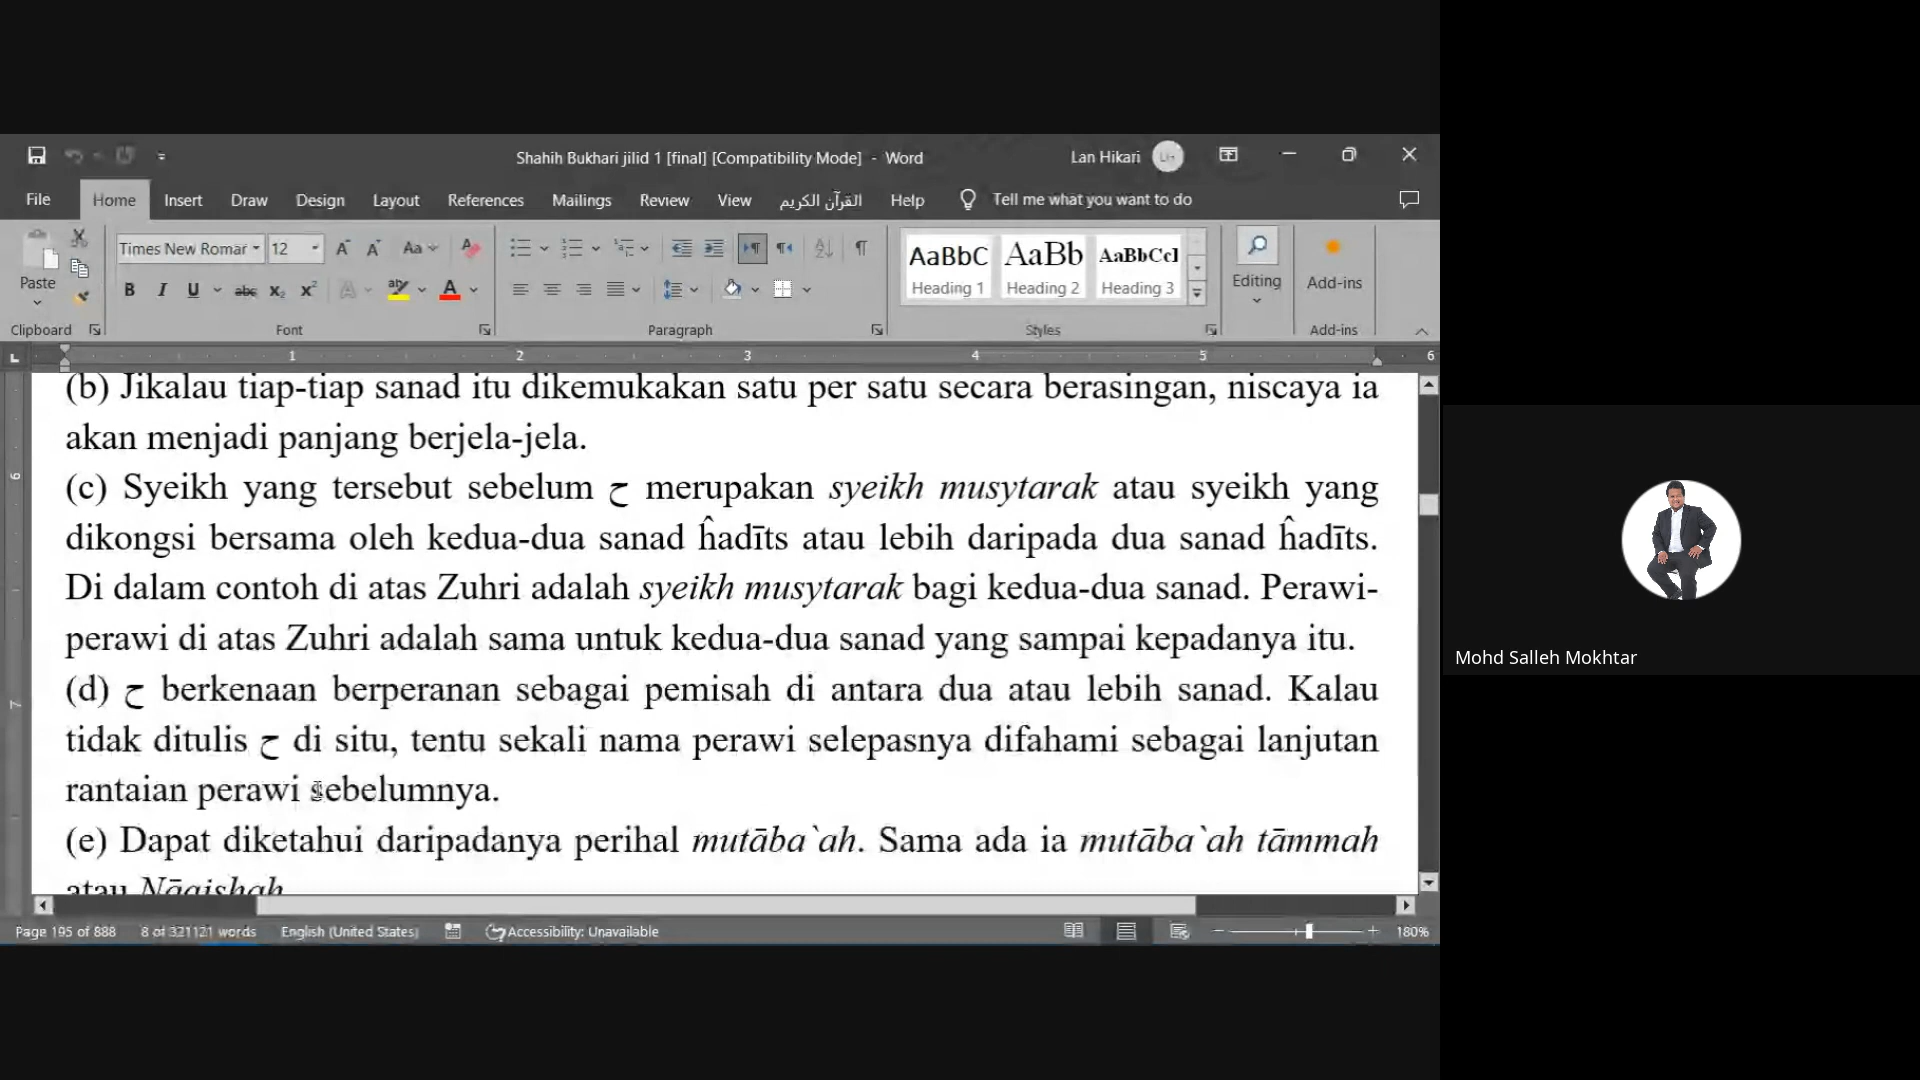 Shahih Bukhari jilid 1 [final] [Compatibility Mode] - Word
Lan Hikari
File Home Insert Draw Design Layout References Mailings Review View القرآن الكريم Help Tell me what you want to do
Paste
Clipboard
Times New Romar 12
Font
Paragraph
AaBbC AaBb AaBbCcI
Heading 1 Heading 2 Heading 3
Styles
Editing
Add-ins
Add-ins
1 2 3 4 5 6
(b) Jikalau tiap-tiap sanad itu dikemukakan satu per satu secara berasingan, niscaya ia
akan menjadi panjang berjela-jela.
(c) Syeikh yang tersebut sebelum ح merupakan syeikh musytarak atau syeikh yang
dikongsi bersama oleh kedua-dua sanad ĥadīts atau lebih daripada dua sanad ĥadīts.
Di dalam contoh di atas Zuhri adalah syeikh musytarak bagi kedua-dua sanad. Perawi-
perawi di atas Zuhri adalah sama untuk kedua-dua sanad yang sampai kepadanya itu.
(d) ح berkenaan berperanan sebagai pemisah di antara dua atau lebih sanad. Kalau
tidak ditulis ح di situ, tentu sekali nama perawi selepasnya difahami sebagai lanjutan
rantaian perawi sebelumnya.
(e) Dapat diketahui daripadanya perihal mutāba`ah. Sama ada ia mutāba`ah tāmmah
atau Nāqishah
Page 195 of 888 8 of 321121 words English (United States) Accessibility: Unavailable 180%
Mohd Salleh Mokhtar